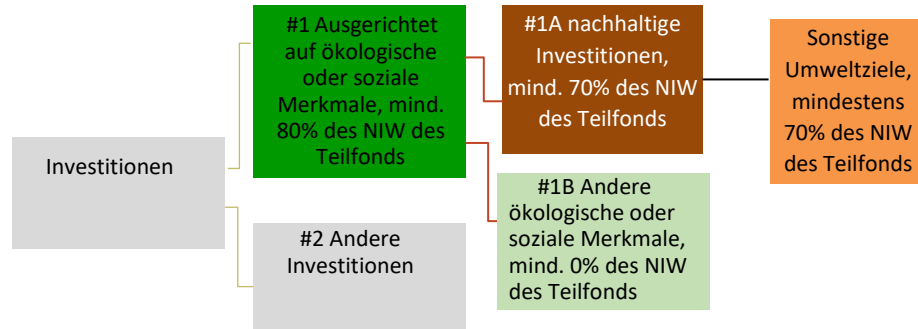 Investitionen
#1 Ausgerichtet
auf ökologische
oder soziale
Merkmale, mind.
80% des NIW des
Teilfonds
#2 Andere
Investitionen
#1A nachhaltige
Investitionen,
mind. 70% des NIW
des Teilfonds
#1B Andere
ökologische oder
soziale Merkmale,
mind. 0% des NIW
des Teilfonds
Sonstige
Umweltziele,
mindestens
70% des NIW
des Teilfonds